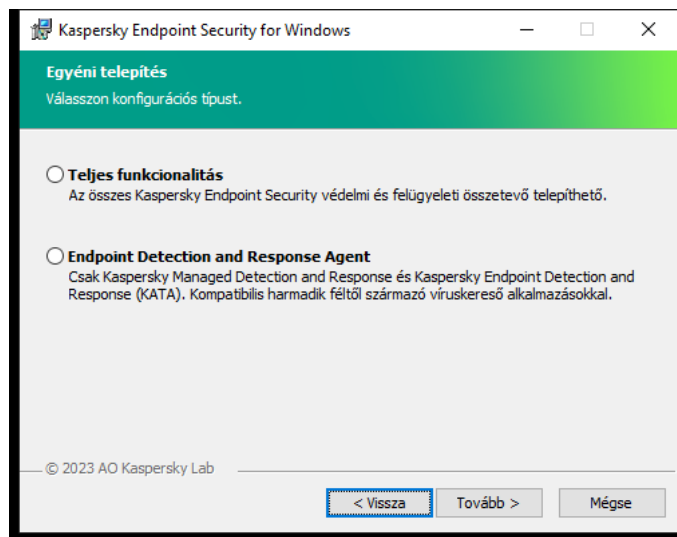 Kaspersky Endpoint Security for Windows
Egyéni telepítés
Válasszon konfigurációs típust.
Teljes funkcionalitás
Az összes Kaspersky Endpoint Security védelmi és felügyeleti összetevő telepíthető.
Endpoint Detection and Response Agent
Csak Kaspersky Managed Detection and Response és Kaspersky Endpoint Detection and
Response (KATA). Kompatibilis harmadik féltől származó víruskereső alkalmazásokkal.
© 2023 AO Kaspersky Lab
< Vissza Tovább > Mégse